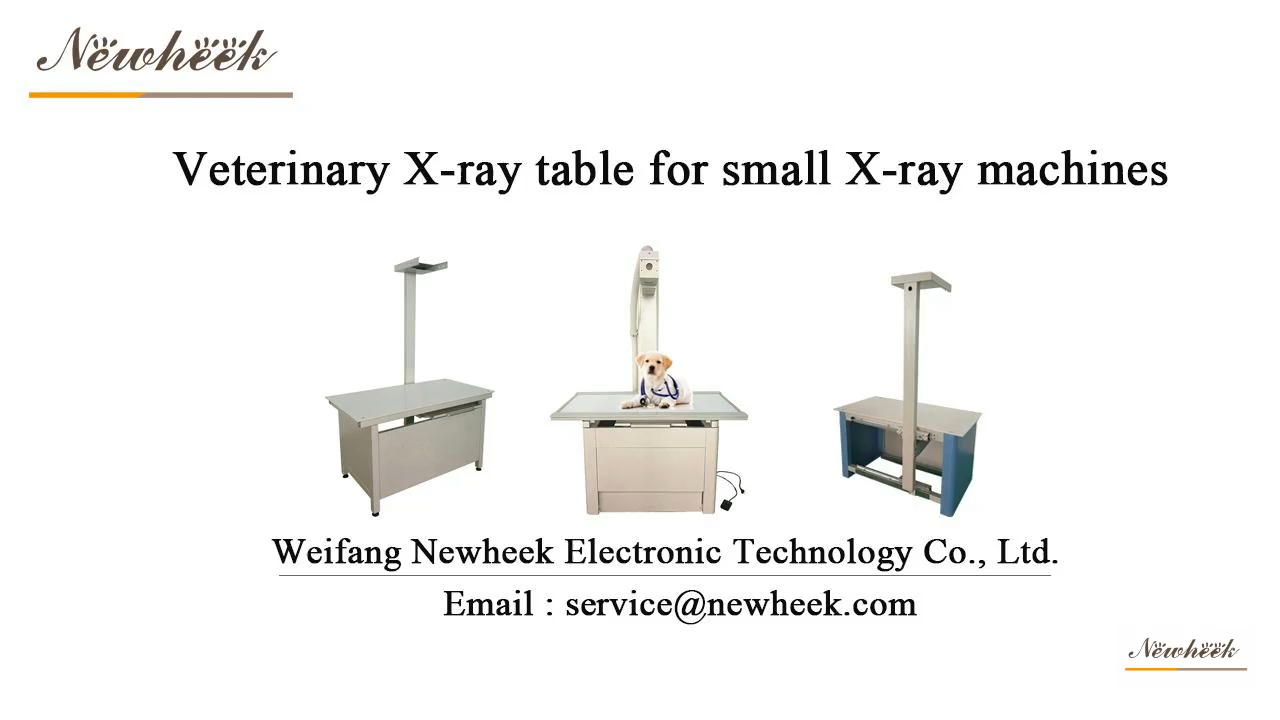 Newheek
Veterinary X-ray table for small X-ray machines
Weifang Newheek Electronic Technology Co., Ltd.
Email : service@newheek.com
Newheek